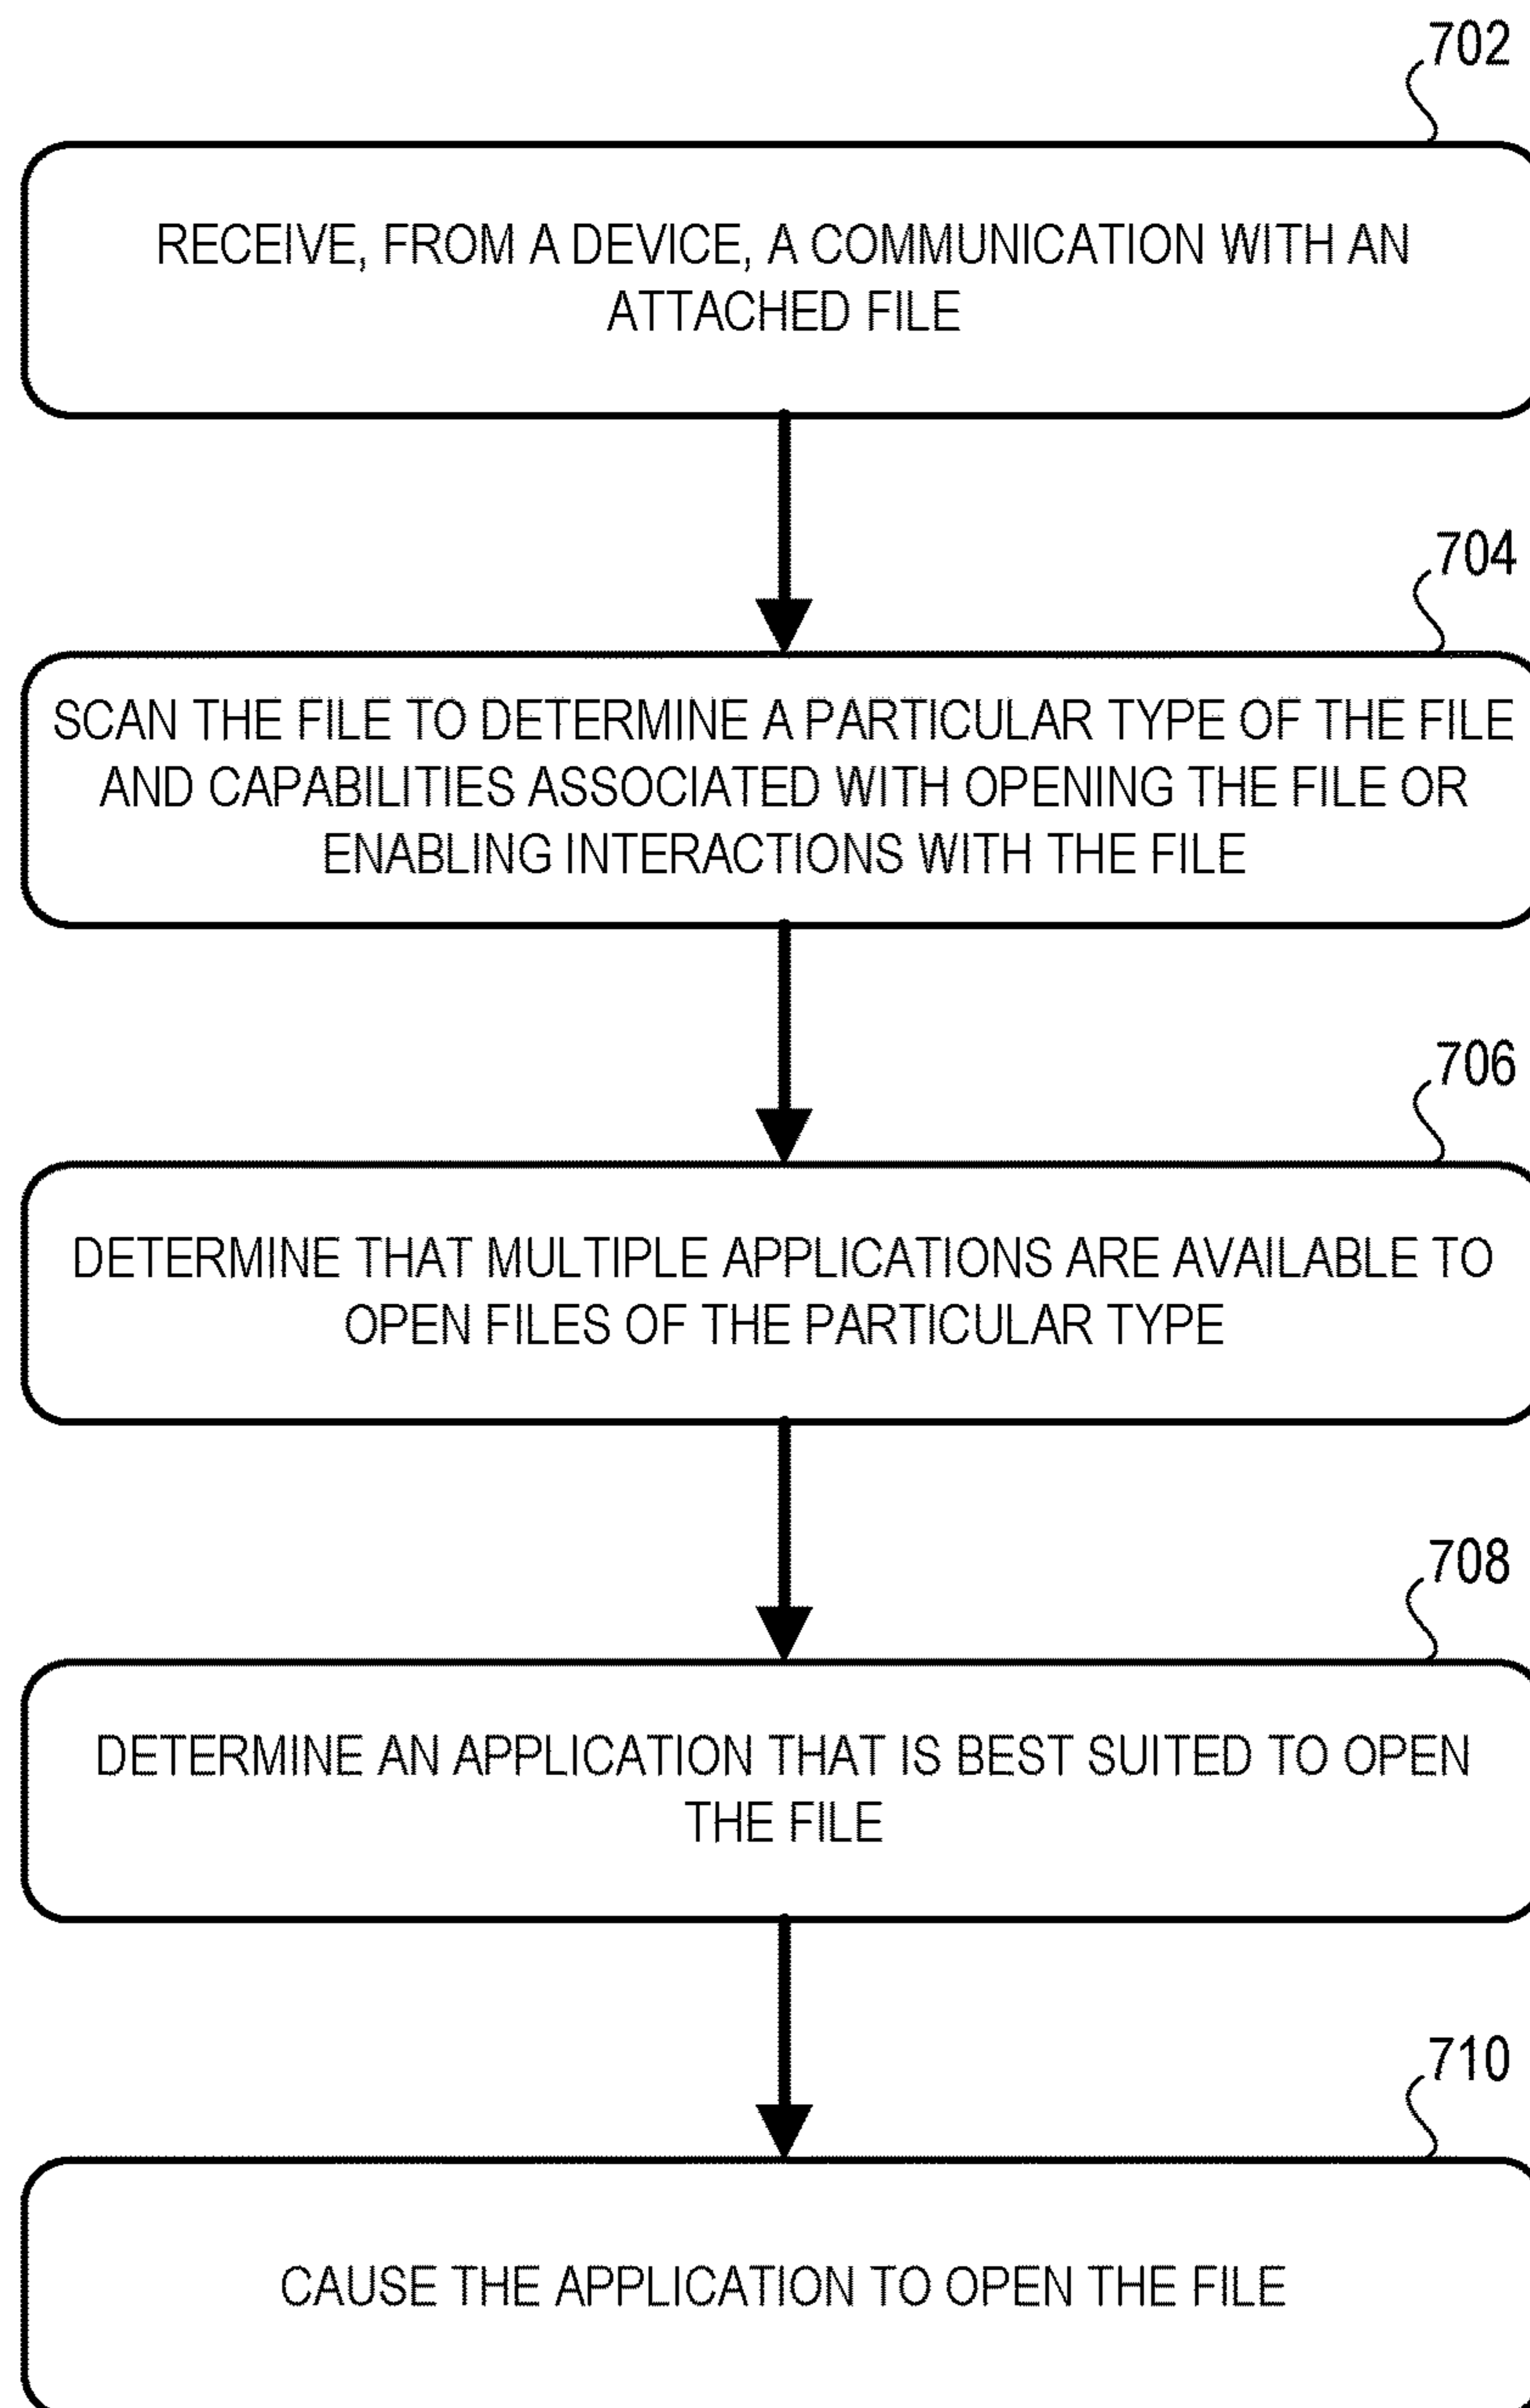 702
RECEIVE, FROM A DEVICE, A COMMUNICATION WITH AN
ATTACHED FILE
704
SCAN THE FILE TO DETERMINE A PARTICULAR TYPE OF THE FILE
AND CAPABILITIES ASSOCIATED WITH OPENING THE FILE OR
ENABLING INTERACTIONS WITH THE FILE
706
DETERMINE THAT MULTIPLE APPLICATIONS ARE AVAILABLE TO
OPEN FILES OF THE PARTICULAR TYPE
708
DETERMINE AN APPLICATION THAT IS BEST SUITED TO OPEN
THE FILE
710
CAUSE THE APPLICATION TO OPEN THE FILE